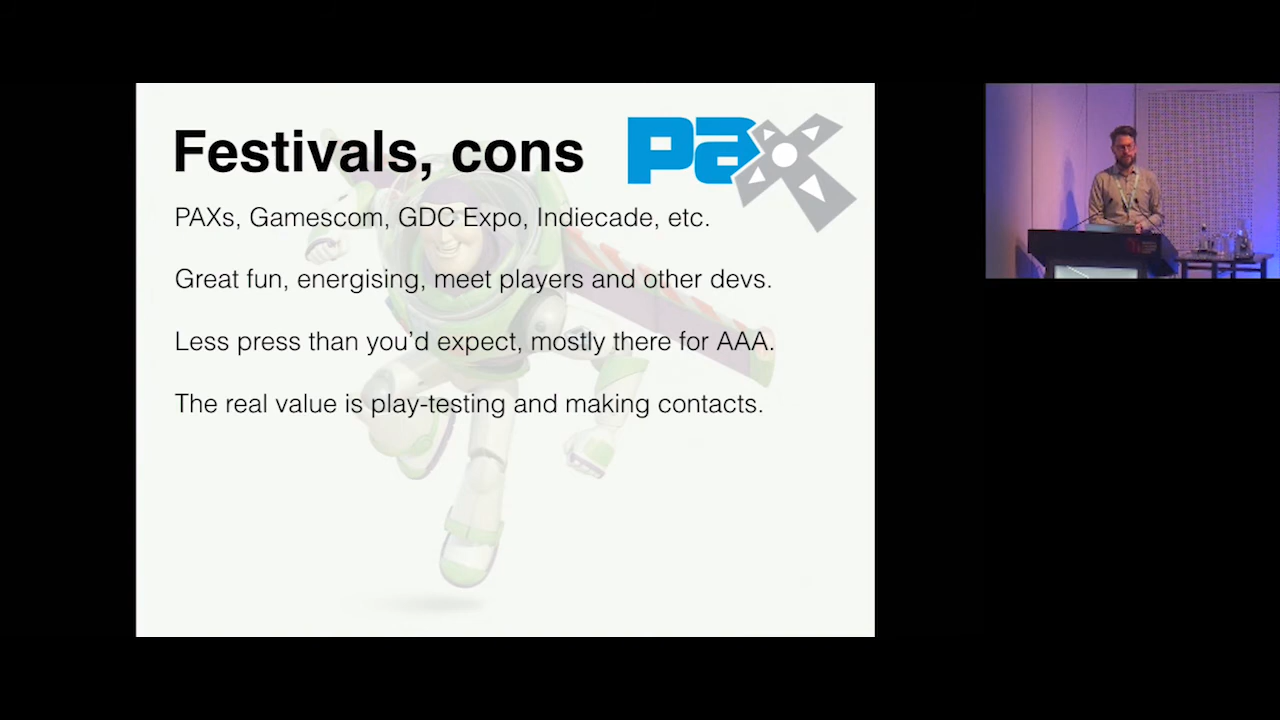 Festivals, cons
PAX
PAXs, Gamescom, GDC Expo, Indiecade, etc.
Great fun, energising, meet players and other devs.
Less press than you’d expect, mostly there for AAA.
The real value is play-testing and making contacts.